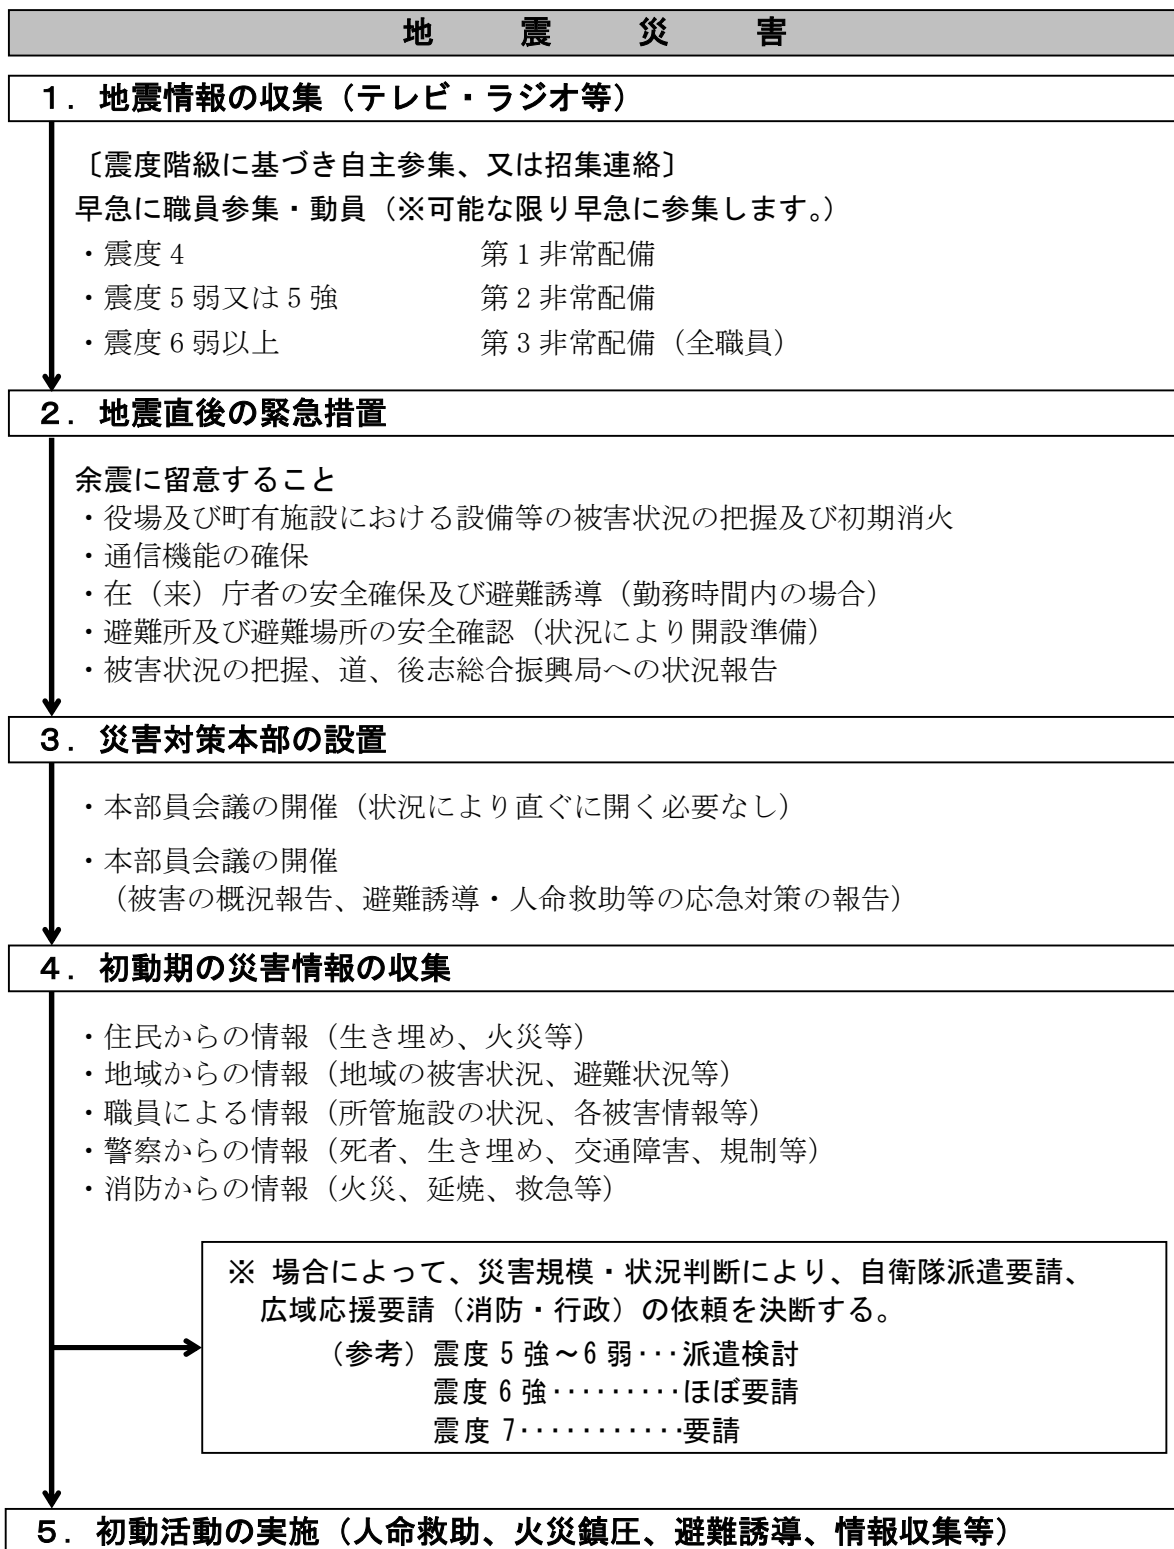 地　震　災　害
１．地震情報の収集（テレビ・ラジオ等）
〔震度階級に基づき自主参集、又は招集連絡〕
早急に職員参集・動員（※可能な限り早急に参集します。）
・震度４　第１非常配備
・震度５弱又は５強　第２非常配備
・震度６弱以上　第３非常配備（全職員）
２．地震直後の緊急措置
余震に留意すること
・役場及び町有施設における設備等の被害状況の把握及び初期消火
・通信機能の確保
・在（来）庁者の安全確保及び避難誘導（勤務時間内の場合）
・避難所及び避難場所の安全確認（状況により開設準備）
・被害状況の把握、道、後志総合振興局への状況報告
３．災害対策本部の設置
・本部員会議の開催（状況により直ぐに開く必要なし）
・本部員会議の開催
（被害の概況報告、避難誘導・人命救助等の応急対策の報告）
４．初動期の災害情報の収集
・住民からの情報（生き埋め、火災等）
・地域からの情報（地域の被害状況、避難状況等）
・職員による情報（所管施設の状況、各被害情報等）
・警察からの情報（死者、生き埋め、交通障害、規制等）
・消防からの情報（火災、延焼、救急等）
※ 場合によって、災害規模・状況判断により、自衛隊派遣要請、
広域応援要請（消防・行政）の依頼を決断する。
（参考）震度５強～６弱･･･派遣検討
震度６強･････････ほぼ要請
震度７･･･････････要請
５．初動活動の実施（人命救助、火災鎮圧、避難誘導、情報収集等）